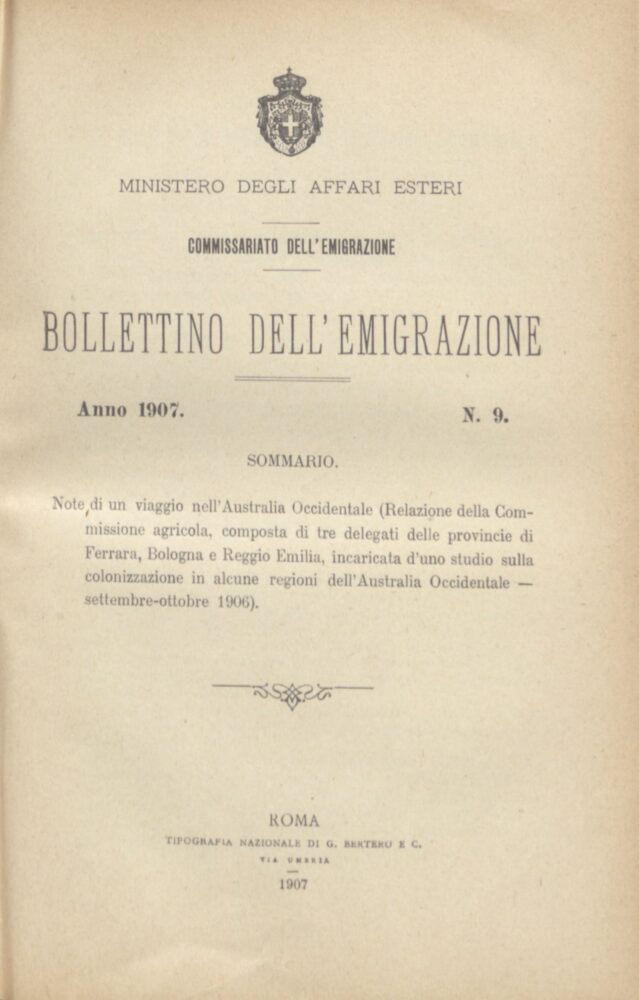 MINISTERO DEGLI AFFARI ESTERI
COMMISSARIATO DELL'EMIGRAZIONE
BOLLETTINO DELL'EMIGRAZIONE
Anno 1907. N. 9.
SOMMARIO.
Note di un viaggio nell'Australia Occidentale (Relazione della Com-
missione agricola, composta di tre delegati delle provincie di
Ferrara, Bologna e Reggio Emilia, incaricata d'uno studio sulla
colonizzazione in alcune regioni dell'Australia Occidentale —
settembre-ottobre 1906).
ROMA
TIPOGRAFIA NAZIONALE DI G. BERTERO E C.
VIA UMBRIA
1907